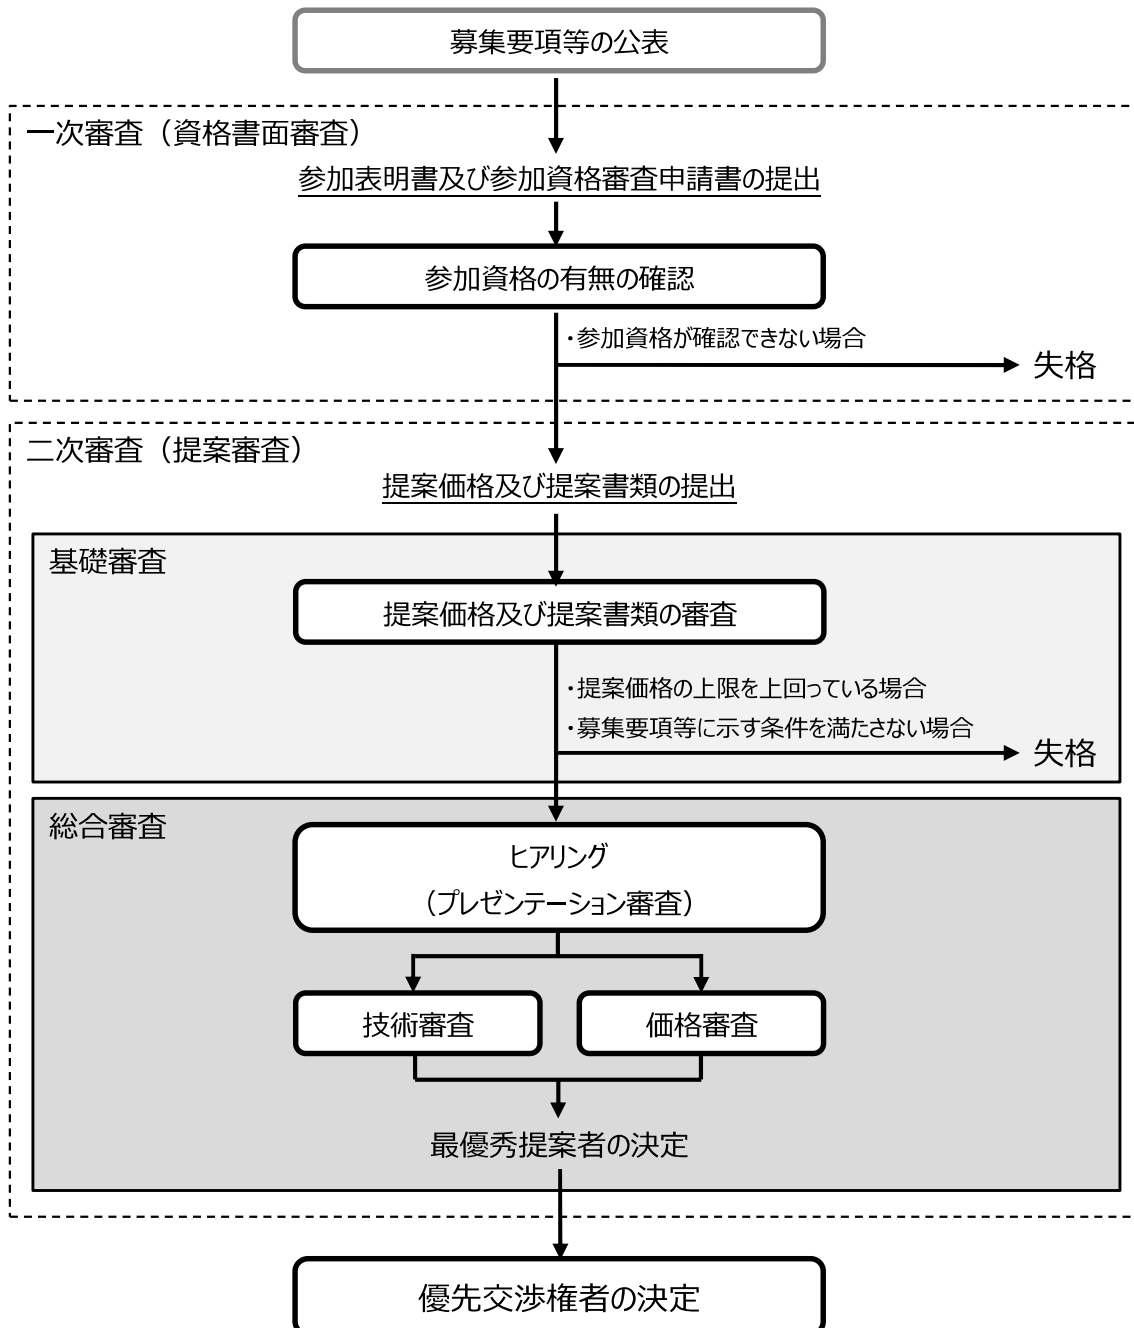 募集要項等の公表
一次審査（資格書面審査）
参加表明書及び参加資格審査申請書の提出
参加資格の有無の確認
・参加資格が確認できない場合
失格
二次審査（提案審査）
提案価格及び提案書類の提出
基礎審査
提案価格及び提案書類の審査
・提案価格の上限を上回っている場合
・募集要項等に示す条件を満たさない場合
失格
総合審査
ヒアリング
（プレゼンテーション審査）
技術審査
価格審査
最優秀提案者の決定
優先交渉権者の決定